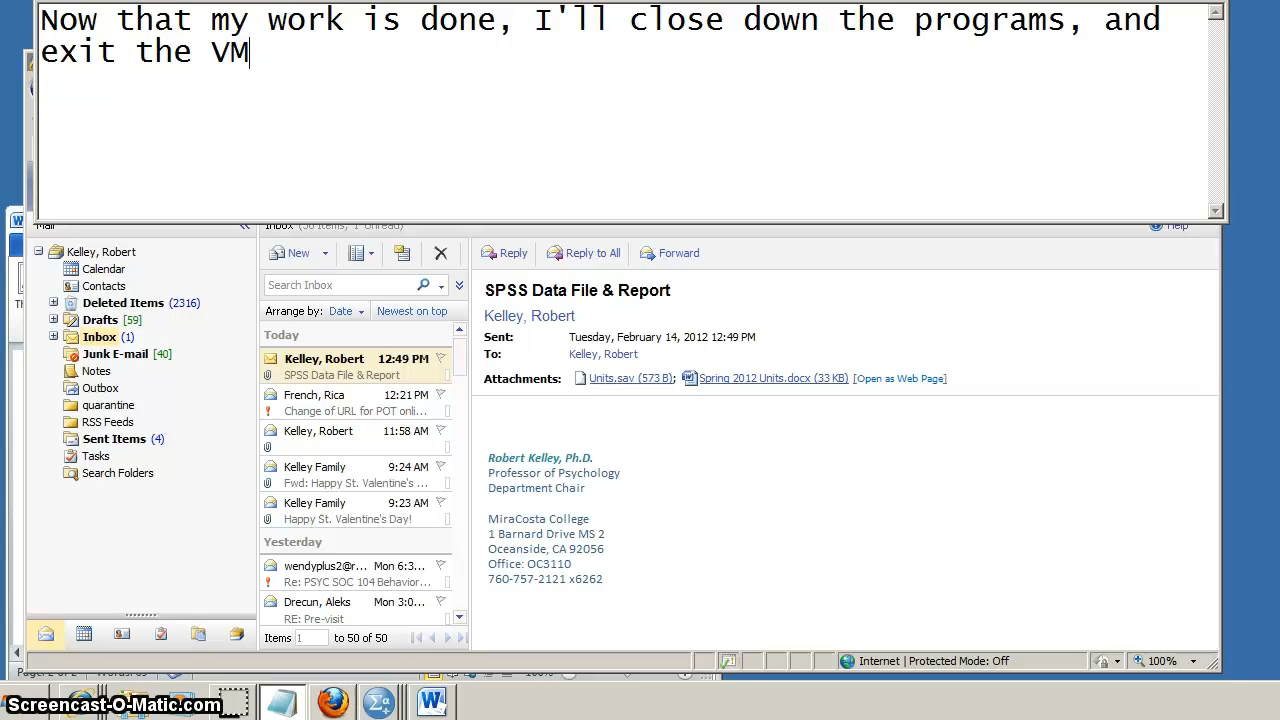 Now that my work is done, I'll close down the programs, and
exit the VM
Help
New
Reply
Reply to All
Forward
Kelley, Robert
Calendar
Contacts
Deleted Items (2316)
Drafts [59]
Inbox (1)
Junk E-mail [40]
Notes
Outbox
quarantine
RSS Feeds
Sent Items (4)
Tasks
Search Folders
Search Inbox
Arrange by: Date Newest on top
Today
Kelley, Robert 12:49 PM
SPSS Data File & Report
French, Rica 12:21 PM
Change of URL for POT onli...
Kelley, Robert 11:58 AM
Kelley Family 9:24 AM
Fwd: Happy St. Valentine's ...
Kelley Family 9:23 AM
Happy St. Valentine's Day!
Yesterday
wendyplus2@r... Mon 6:3...
Re: PSYC SOC 104 Behavior...
Drecun, Aleks Mon 3:0...
RE: Pre-visit
Items 1 to 50 of 50
SPSS Data File & Report
Kelley, Robert
Sent: Tuesday, February 14, 2012 12:49 PM
To: Kelley, Robert
Attachments: Units.sav (573 B); Spring 2012 Units.docx (33 KB) [Open as Web Page]
Robert Kelley, Ph.D.
Professor of Psychology
Department Chair
MiraCosta College
1 Barnard Drive MS 2
Oceanside, CA 92056
Office: OC3110
760-757-2121 x6262
Internet | Protected Mode: Off
100%
Screencast-O-Matic.com